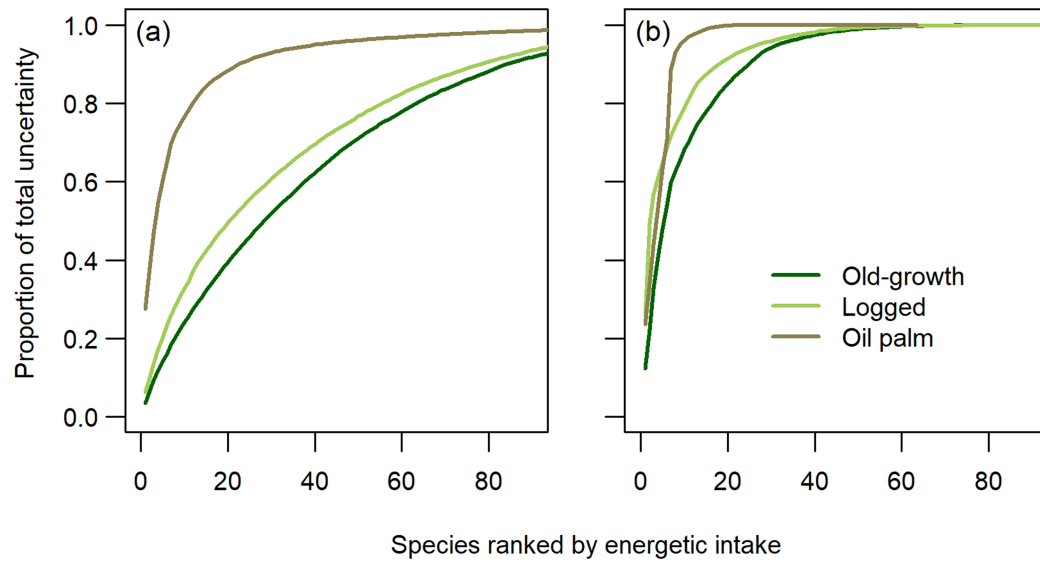 (a)
(b)
Proportion of total uncertainty
1.0
0.8
0.6
0.4
0.2
0.0
Old-growth
Logged
Oil palm
0 20 40 60 80
0 20 40 60 80
Species ranked by energetic intake